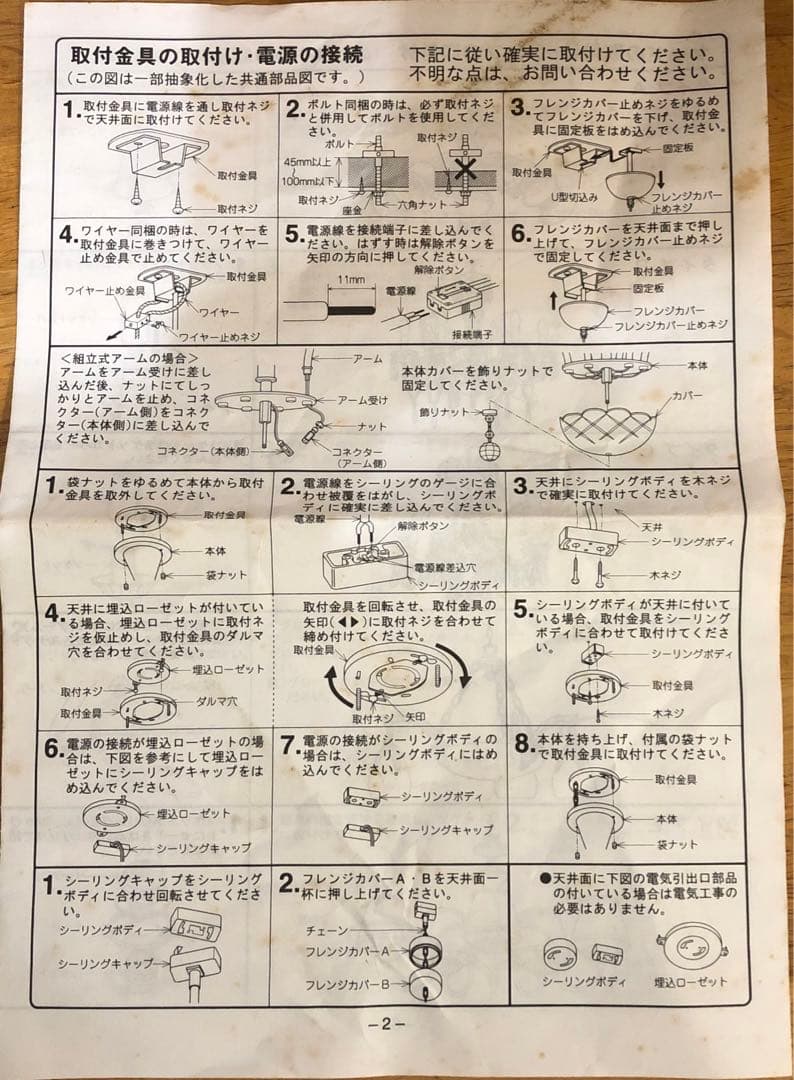 取付金具の取付け・電源の接続
(この図は一部抽象化した共通部品図です。)
下記に従い確実に取付けてください。
不明な点は、お問い合わせください。
1.取付金具に電源線を通し取付ネジ
で天井面に取付けてください。
取付金具
取付ネジ
2.ボルト同梱の時は、必ず取付ネジ
と併用してボルトを使用してくだ
さい。
ボルト
取付ネジ
45mm以上
100mm以下
取付ネジ
座金
六角ナット
3.フレンジカバー止めネジをゆるめ
てフレンジカバーを下げ、取付金
具に固定板をはめ込んでください。
取付金具
固定板
U型切込み
フレンジカバー
止めネジ
4.ワイヤー同梱の時は、ワイヤーを
取付金具に巻きつけて、ワイヤー
止め金具で止めてください。
取付金具
ワイヤー止め金具
ワイヤー
ワイヤー止めネジ
5.電源線を接続端子に差し込んでく
ださい。はずす時は解除ボタンを
矢印の方向に押してください。
解除ボタン
11mm
電源線
接続端子
6.フレンジカバーを天井面まで押し
上げて、フレンジカバー止めネジ
で固定してください。
取付金具
固定板
フレンジカバー
フレンジカバー止めネジ
<組立式アームの場合>
アームをアーム受けに差し
込んだ後、ナットにてしっ
かりとアームを止め、コネ
クター(アーム側)をコネク
ター(本体側)に差し込んで
ください。
アーム
アーム受け
ナット
コネクター(本体側)
コネクター
(アーム側)
本体カバーを飾りナットで
固定してください。
飾りナット
本体
カバー
1.袋ナットをゆるめて本体から取付
金具を取外してください。
取付金具
本体
袋ナット
2.電源線をシーリングのゲージに合
わせ被覆をはがし、シーリングボ
ディに確実に差し込んでください。
電源線
解除ボタン
電源線差込穴
シーリングボディ
3.天井にシーリングボディを木ネジ
で確実に取付けてください。
天井
シーリングボディ
木ネジ
4.天井に埋込ローゼットが付いてい
る場合、埋込ローゼットに取付ネ
ジを仮止めし、取付金具のダルマ
穴を合わせてください。
埋込ローゼット
取付ネジ
ダルマ穴
取付金具
取付金具を回転させ、取付金具の
矢印(◀▶)に取付ネジを合わせて
締め付けてください。
取付金具
取付ネジ
矢印
5.シーリングボディが天井に付いて
いる場合、取付金具をシーリング
ボディに合わせて取付けてくださ
い。
シーリングボディ
取付金具
木ネジ
6.電源の接続が埋込ローゼットの場
合は、下図を参考にして埋込ロー
ゼットにシーリングキャップをは
め込んでください。
埋込ローゼット
シーリングキャップ
7.電源の接続がシーリングボディの
場合は、シーリングボディにはめ
込んでください。
シーリングボディ
シーリングキャップ
8.本体を持ち上げ、付属の袋ナット
で取付金具に取付けてください。
取付金具
本体
袋ナット
1.シーリングキャップをシーリング
ボディに合わせ回転させてくださ
い。
シーリングボディ
シーリングキャップ
2.フレンジカバーA・Bを天井面一
杯に押し上げてください。
チェーン
フレンジカバーA
フレンジカバーB
●天井面に下図の電気引出口部品
の付いている場合は電気工事の
必要はありません。
シーリングボディ
埋込ローゼット
−2−